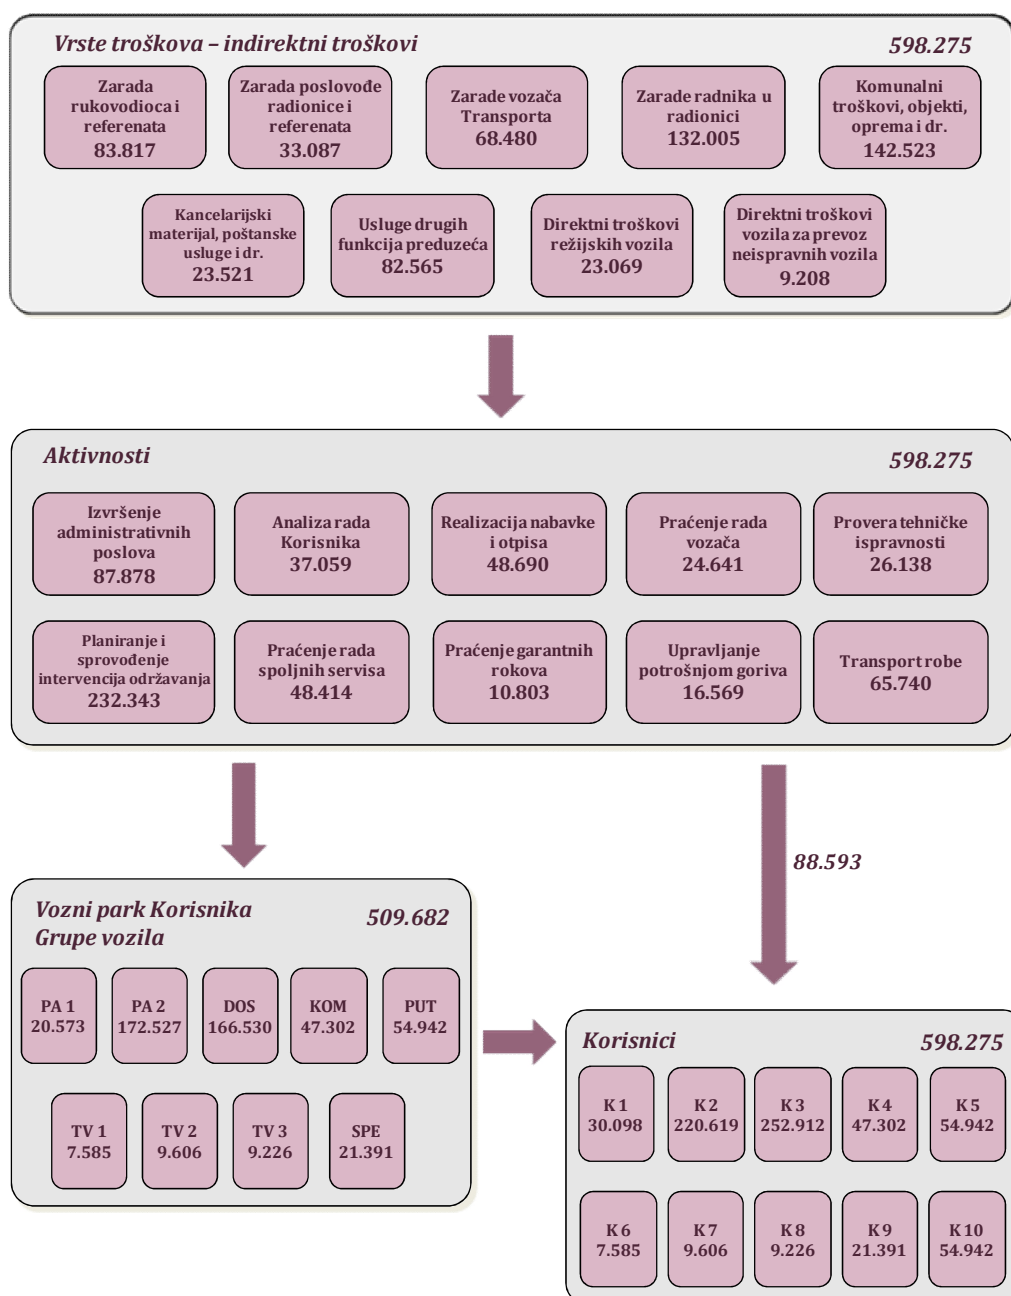 Vrste troškova – indirektni troškovi
598.275
Zarada
rukovodioca i
referenata
83.817
Zarada poslovođe
radionice i
referenata
33.087
Zarade vozača
Transporta
68.480
Zarade radnika u
radionici
132.005
Komunalni
troškovi, objekti,
oprema i dr.
142.523
Kancelarijski
materijal, poštanske
usluge i dr.
23.521
Usluge drugih
funkcija preduzeća
82.565
Direktni troškovi
režijskih vozila
23.069
Direktni troškovi
vozila za prevoz
neispravnih vozila
9.208
Aktivnosti
598.275
Izvršenje
administrativnih
poslova
87.878
Analiza rada
Korisnika
37.059
Realizacija nabavke
i otpisa
48.690
Praćenje rada
vozača
24.641
Provera tehničke
ispravnosti
26.138
Planiranje i
sprovođenje
intervencija održavanja
232.343
Praćenje rada
spoljnih servisa
48.414
Praćenje garantnih
rokova
10.803
Upravljanje
potrošnjom goriva
16.569
Transport robe
65.740
88.593
Vozni park Korisnika
Grupe vozila
509.682
PA 1
20.573
PA 2
172.527
DOS
166.530
KOM
47.302
PUT
54.942
TV 1
7.585
TV 2
9.606
TV 3
9.226
SPE
21.391
Korisnici
598.275
K 1
30.098
K 2
220.619
K 3
252.912
K 4
47.302
K 5
54.942
K 6
7.585
K 7
9.606
K 8
9.226
K 9
21.391
K 10
54.942